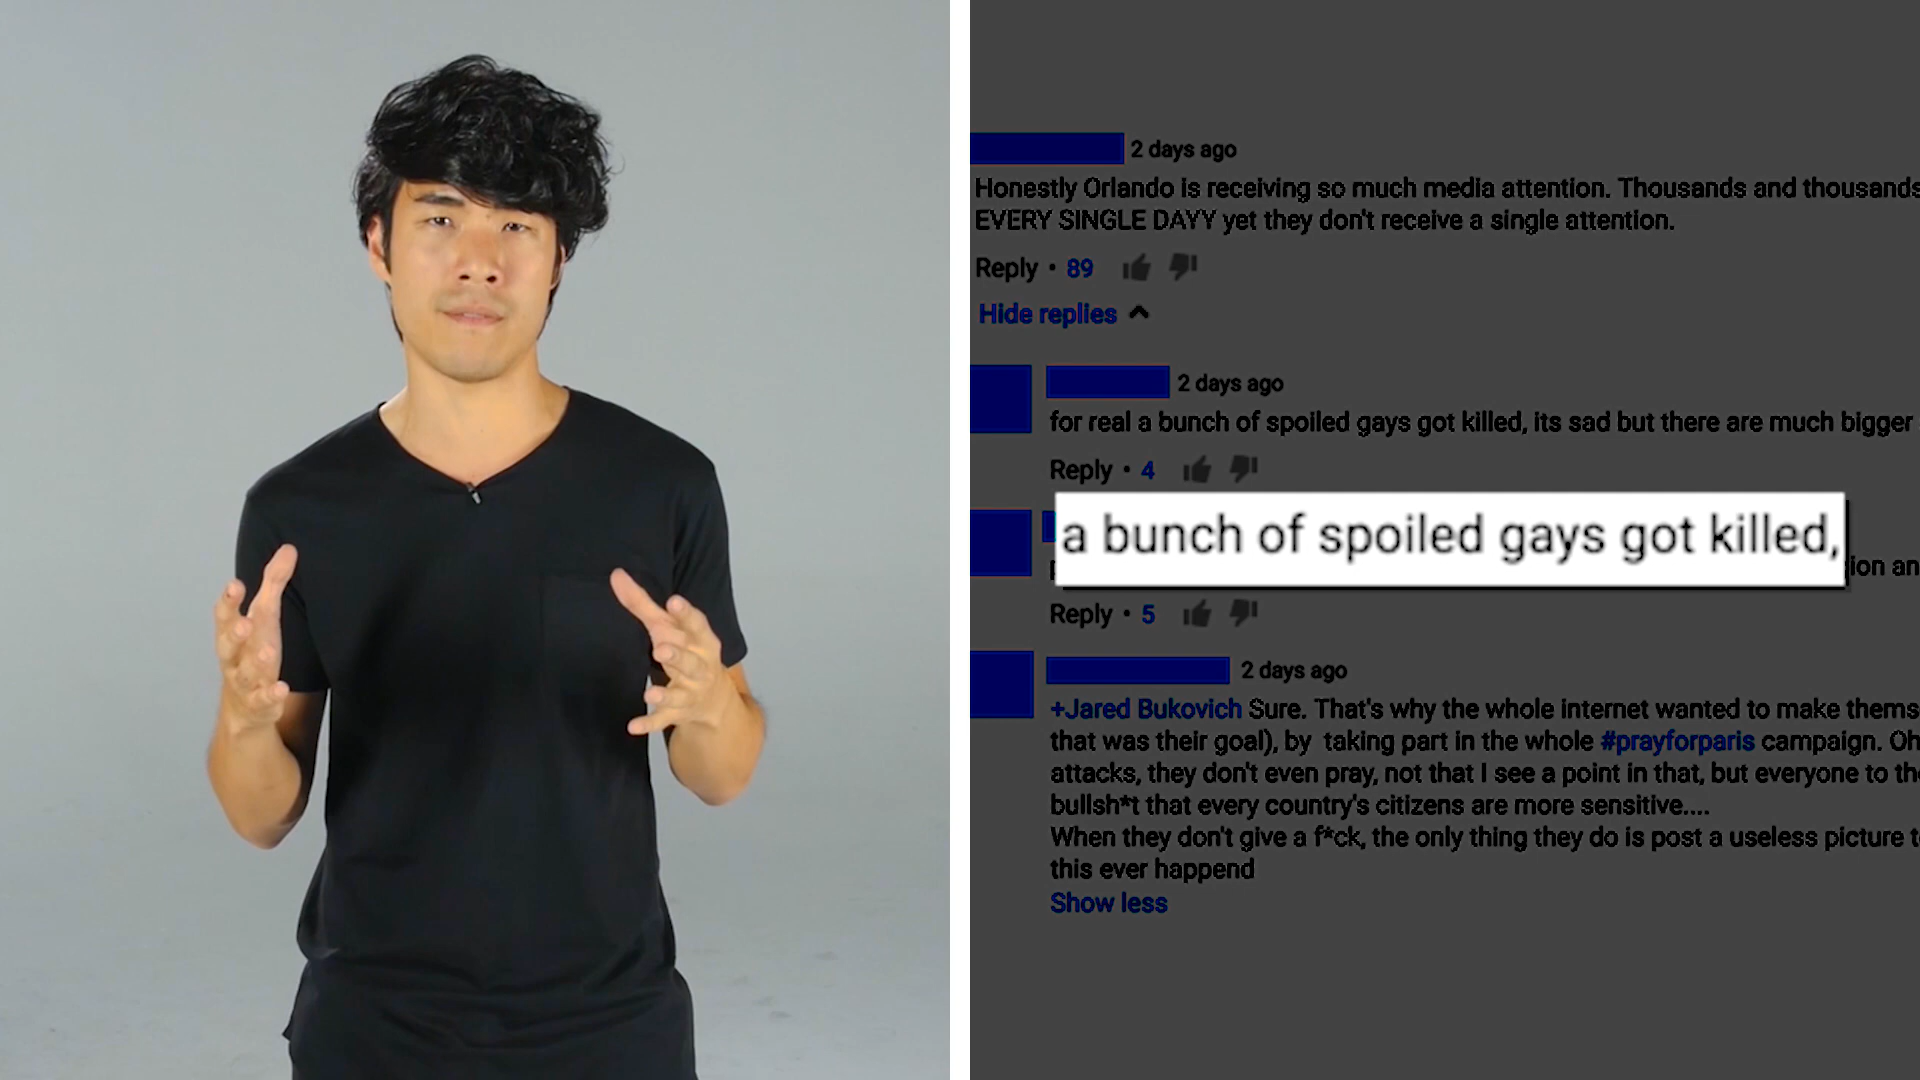 2 days ago
Honestly Orlando is receiving so much media attention. Thousands and thousands
EVERY SINGLE DAYY yet they don't receive a single attention.
Reply • 89
Hide replies
2 days ago
for real a bunch of spoiled gays got killed, its sad but there are much bigger
Reply • 4
a bunch of spoiled gays got killed,
Reply • 5
2 days ago
+Jared Bukovich Sure. That's why the whole internet wanted to make
that was their goal), by taking part in the whole #prayforparis campaign. Oh
attacks, they don't even pray, not that I see a point in that, but everyone to
bullsh*t that every country's citizens are more sensitive....
When they don't give a f*ck, the only thing they do is post a useless picture
this ever happend
Show less